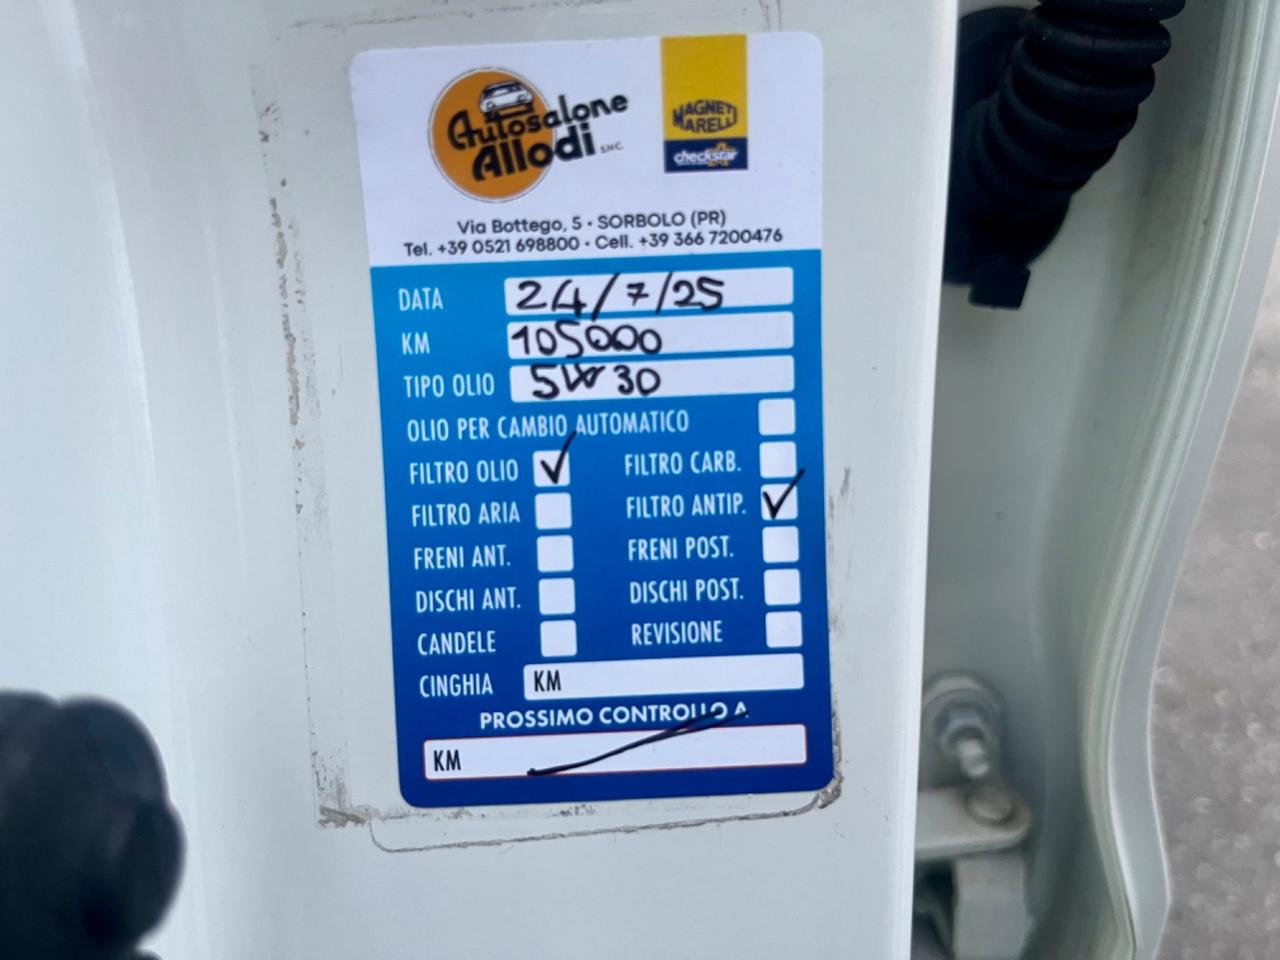 Autosalone
Allodi S.N.C.
MAGNETI
MARELLI
checkstar
Via Bottego, 5 · SORBOLO (PR)
Tel. +39 0521 698800 · Cell. +39 366 7200476
DATA 24/7/25
KM 105000
TIPO OLIO 5W30
OLIO PER CAMBIO AUTOMATICO
FILTRO OLIO ✓ FILTRO CARB.
FILTRO ARIA FILTRO ANTIP. ✓
FRENI ANT. FRENI POST.
DISCHI ANT. DISCHI POST.
CANDELE REVISIONE
CINGHIA KM
PROSSIMO CONTROLLO A
KM